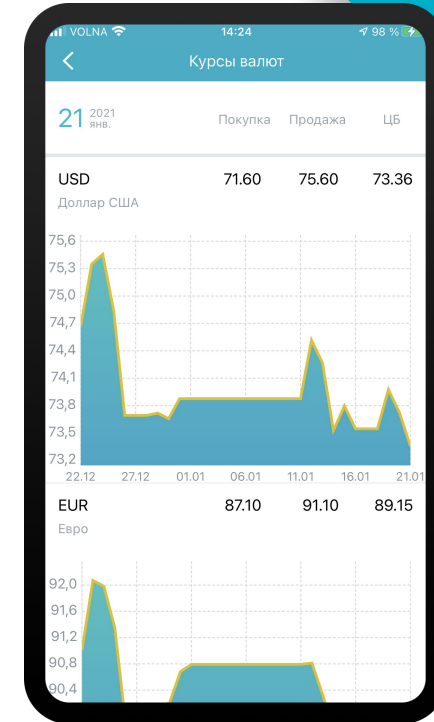 VOLNA 14:24 98 %
Курсы валют
21 2021 янв. Покупка Продажа ЦБ
USD 71.60 75.60 73.36
Доллар США
75,6
75,3
75,0
74,7
74,4
74,1
73,8
73,5
73,2
22.12 27.12 01.01 06.01 11.01 16.01 21.01
EUR 87.10 91.10 89.15
Евро
92,0
91,6
91,2
90,8
90,4